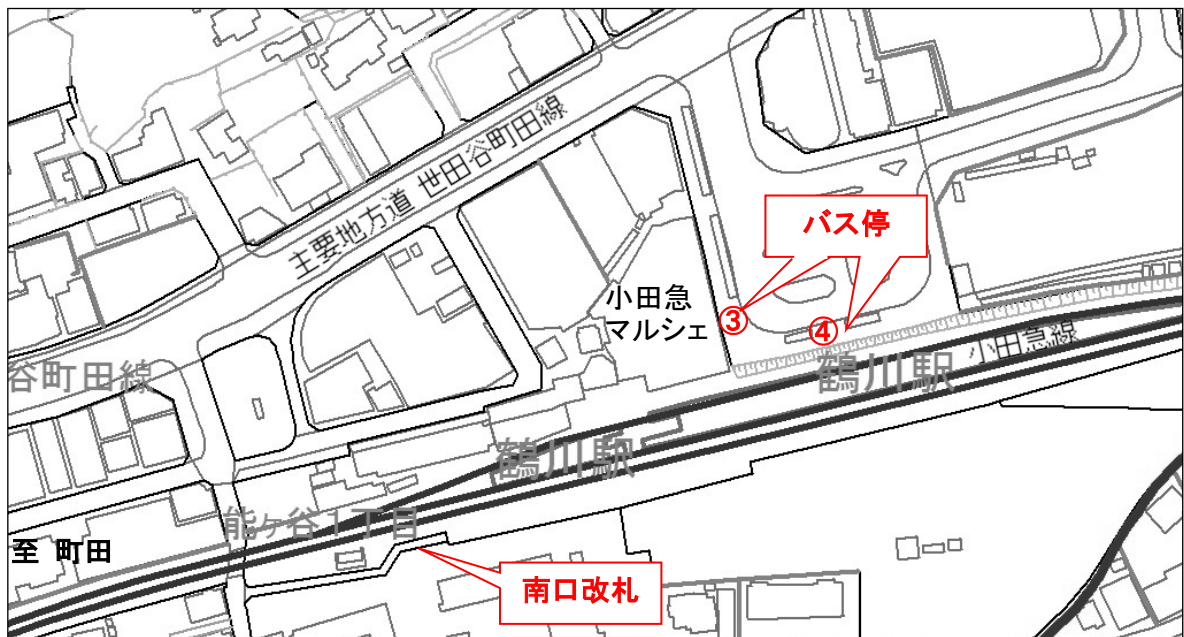 主要地方道 世田谷町田線
バス停
小田急
マルシェ
③
④
小田急線
鶴川駅
谷町田線
鶴川駅
能ヶ谷1丁目
至 町田
南口改札